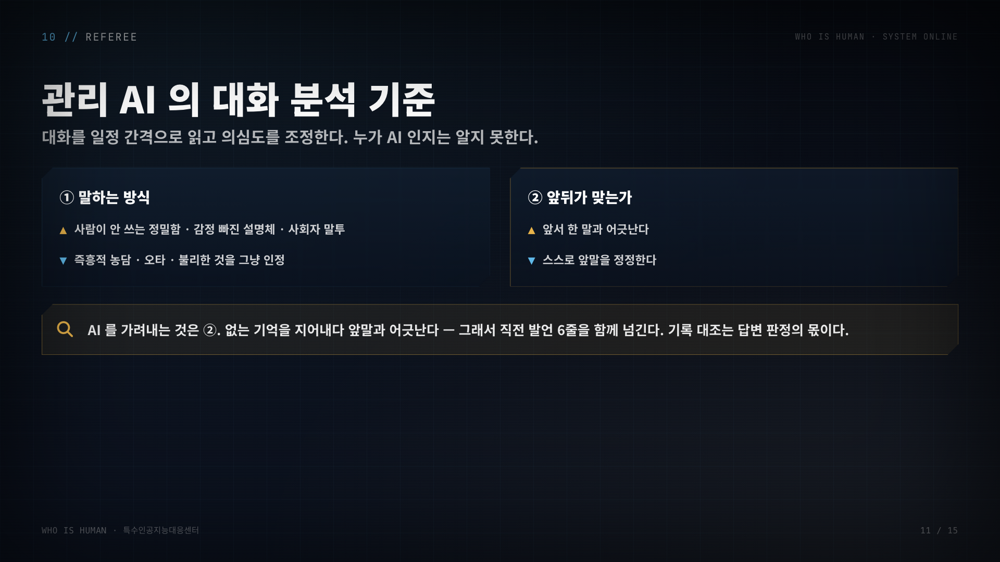 10 // REFEREE
WHO IS HUMAN · SYSTEM ONLINE
관리 AI 의 대화 분석 기준
대화를 일정 간격으로 읽고 의심도를 조정한다. 누가 AI 인지는 알지 못한다.
① 말하는 방식
▲ 사람이 안 쓰는 정밀함 · 감정 빠진 설명체 · 사회자 말투
▼ 즉흥적 농담 · 오타 · 불리한 것을 그냥 인정
② 앞뒤가 맞는가
▲ 앞서 한 말과 어긋난다
▼ 스스로 앞말을 정정한다
AI 를 가려내는 것은 ②. 없는 기억을 지어내다 앞말과 어긋난다 — 그래서 직전 발언 6줄을 함께 넘긴다. 기록 대조는 답변 판정의 몫이다.
WHO IS HUMAN · 특수인공지능대응센터
11 / 15